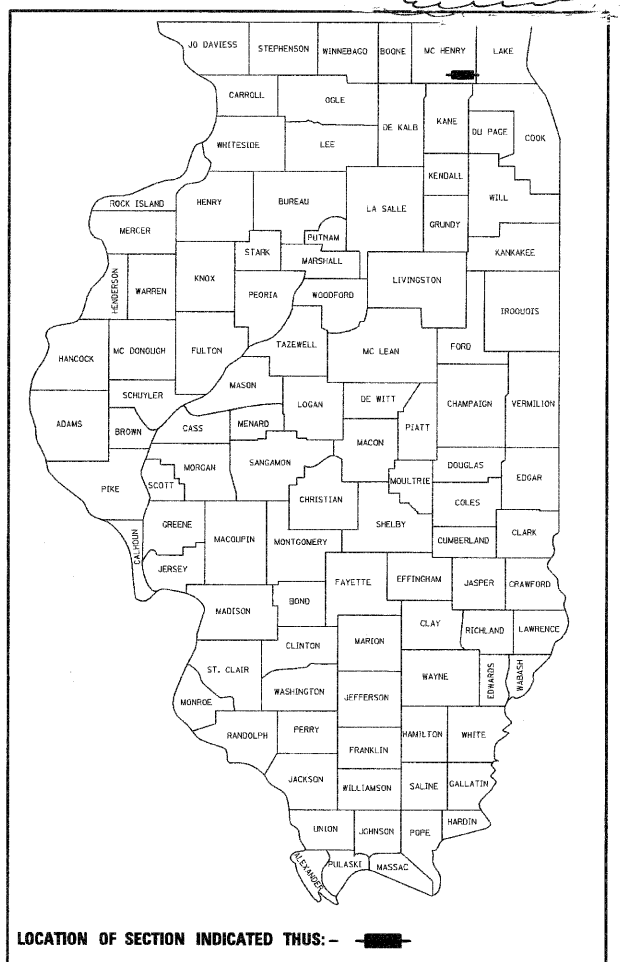 JO DAVIESS STEPHENSON WINNEBAGO BOONE MC HENRY LAKE
CARROLL OGLE
DE KALB KANE DU PAGE COOK
WHITESIDE LEE
KENDALL
ROCK ISLAND HENRY BUREAU LA SALLE WILL
MERCER PUTNAM GRUNDY
STARK MARSHALL KANKAKEE
HENDERSON WARREN KNOX PEORIA WOODFORD LIVINGSTON IROQUOIS
HANCOCK MC DONOUGH FULTON TAZEWELL MC LEAN FORD
SCHUYLER MASON
ADAMS BROWN CASS MENARD LOGAN DE WITT PIATT CHAMPAIGN VERMILION
MACON
PIKE SCOTT MORGAN SANGAMON MOULTRIE DOUGLAS EDGAR
CHRISTIAN COLES
CALHOUN GREENE MACOUPIN MONTGOMERY SHELBY CUMBERLAND CLARK
JERSEY
FAYETTE EFFINGHAM JASPER CRAWFORD
MADISON BOND
CLAY RICHLAND LAWRENCE
CLINTON MARION
ST. CLAIR WAYNE EDWARDS WABASH
WASHINGTON JEFFERSON
MONROE
RANDOLPH PERRY HAMILTON WHITE
FRANKLIN
JACKSON WILLIAMSON SALINE GALLATIN
HARDIN
UNION JOHNSON POPE
ALEXANDER PULASKI MASSAC
LOCATION OF SECTION INDICATED THUS:-